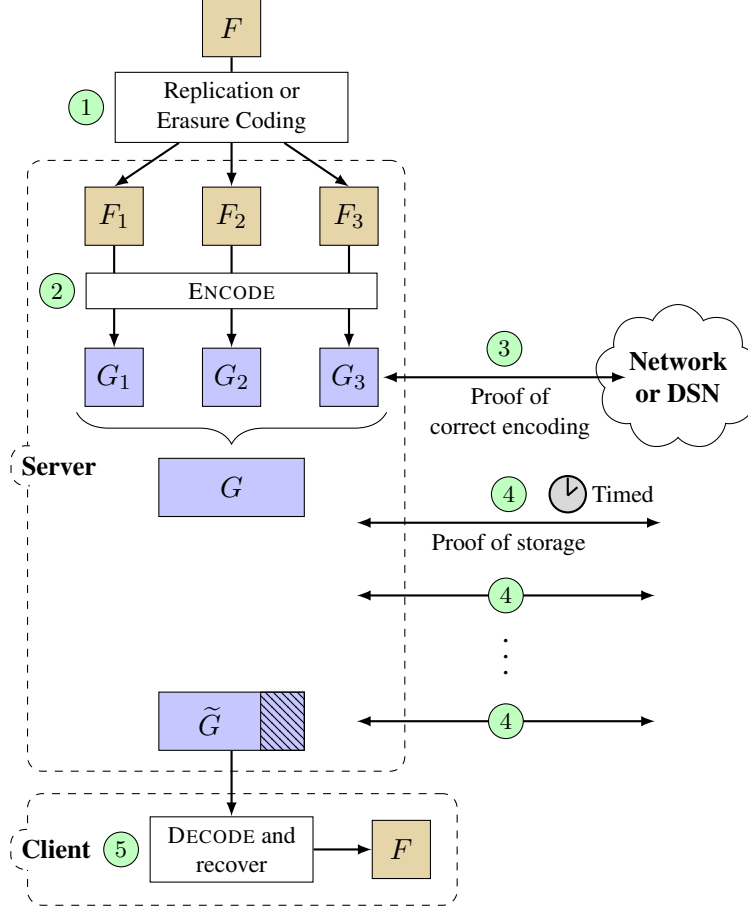 F
1
Replication or
Erasure Coding
F₁ F₂ F₃
2
ENCODE
G₁ G₂ G₃
3
Proof of
correct encoding
Network
or DSN
Server
G
4 Timed
Proof of storage
4
⋮
G̃
4
Client
5
DECODE and
recover
F